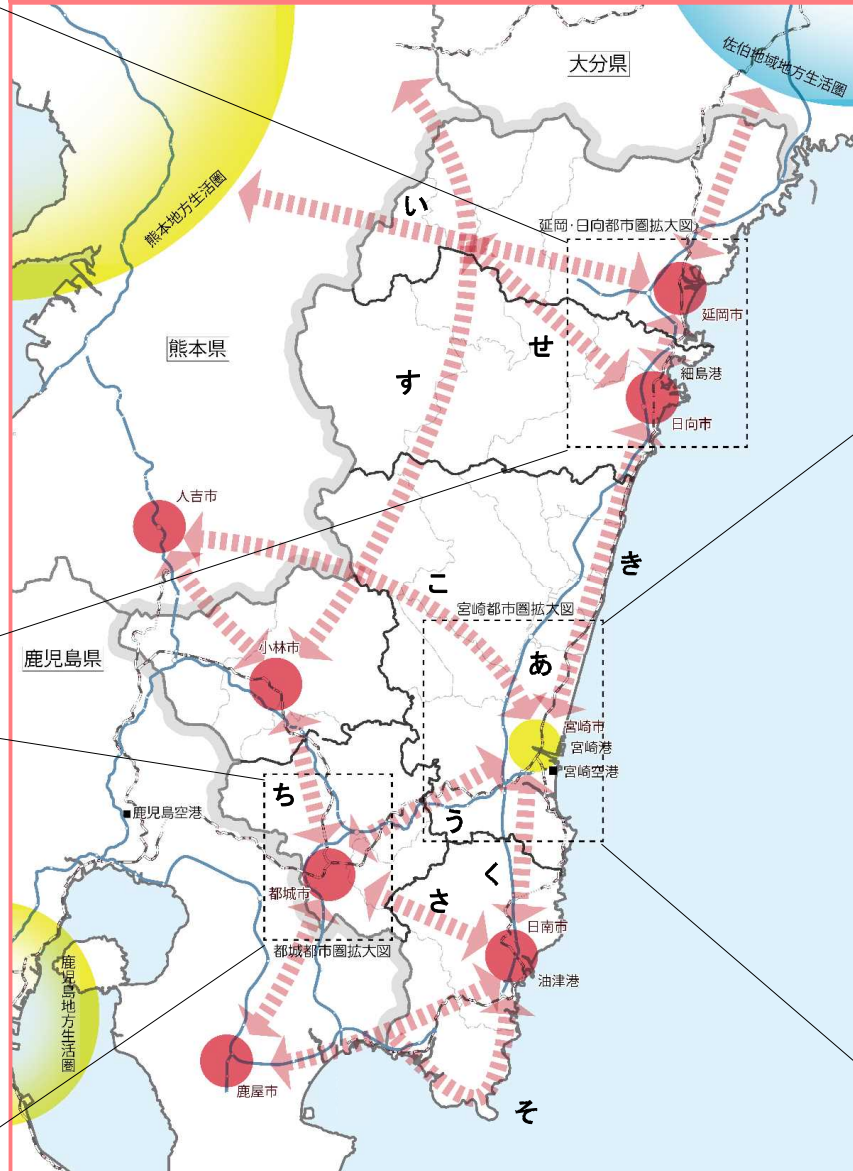 大分県
佐伯地域地方生活圏
熊本地方生活圏
い
延岡・日向都市圏拡大図
延岡市
熊本県
せ
す
細島港
日向市
人吉市
き
こ
宮崎都市圏拡大図
鹿児島県
小林市
あ
宮崎市
宮崎港
宮崎空港
ち
鹿児島空港
う
都城市
さ
く
日南市
都城都市圏拡大図
油津港
鹿児島地方生活圏
鹿屋市
そ